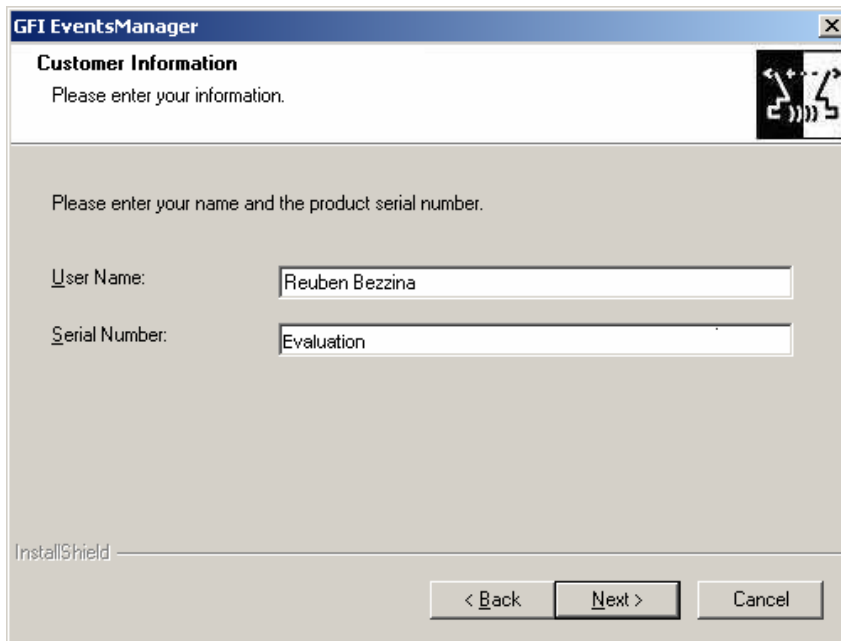 GFI EventsManager
Customer Information
Please enter your information.
Please enter your name and the product serial number.
User Name: Reuben Bezzina
Serial Number: Evaluation
InstallShield
< Back Next > Cancel